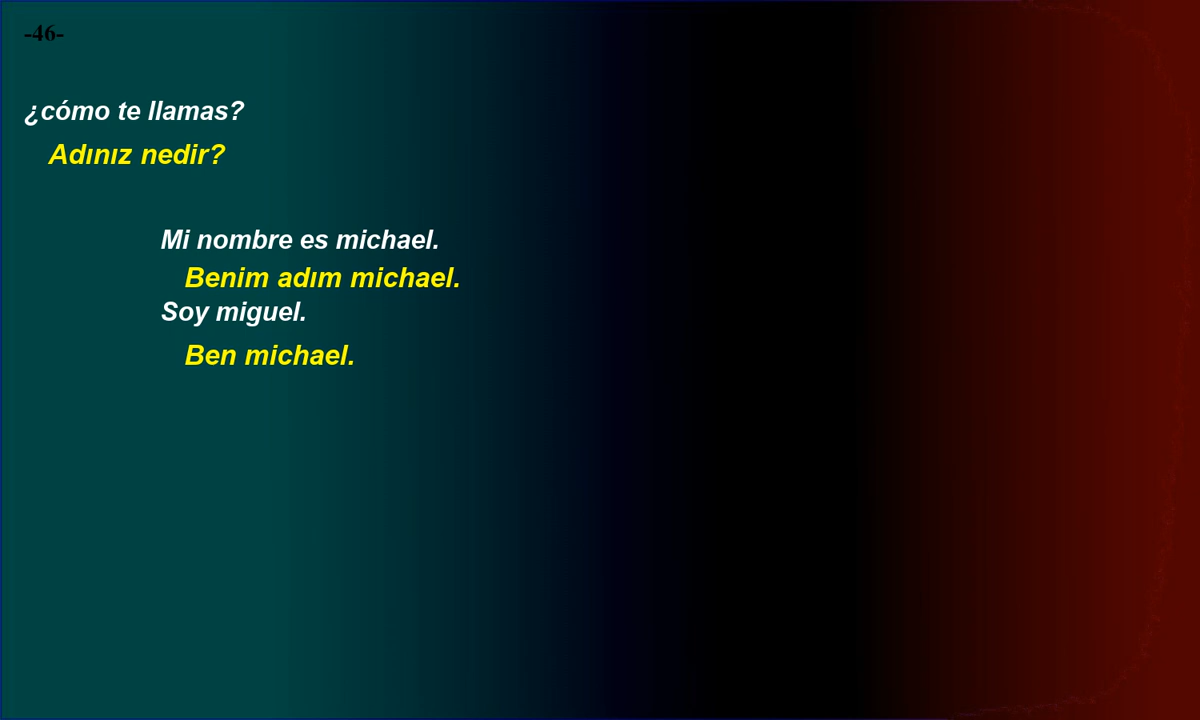 -46-
¿cómo te llamas?
Adınız nedir?
Mi nombre es michael.
Benim adım michael.
Soy miguel.
Ben michael.